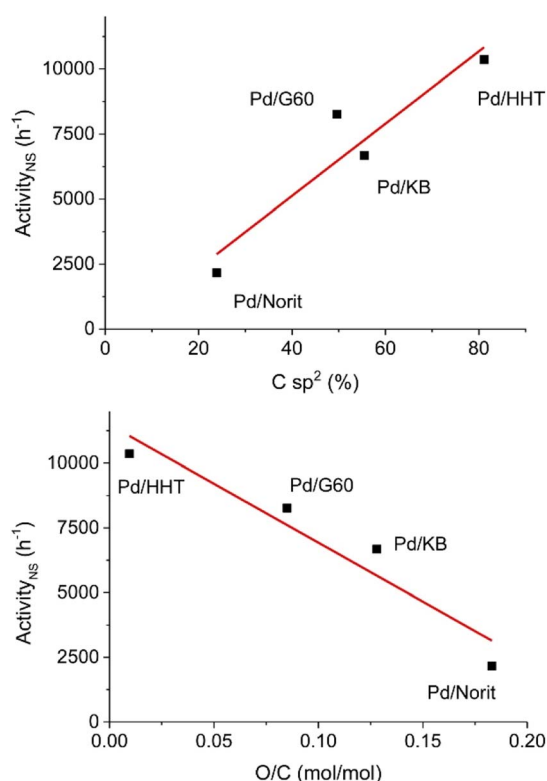 10000
7500
5000
2500
0
Activity_NS (h⁻¹)
Pd/G60
Pd/HHT
Pd/KB
Pd/Norit
0 20 40 60 80
C sp² (%)
10000
7500
5000
2500
0
Activity_NS (h⁻¹)
Pd/HHT
Pd/G60
Pd/KB
Pd/Norit
0.00 0.05 0.10 0.15 0.20
O/C (mol/mol)